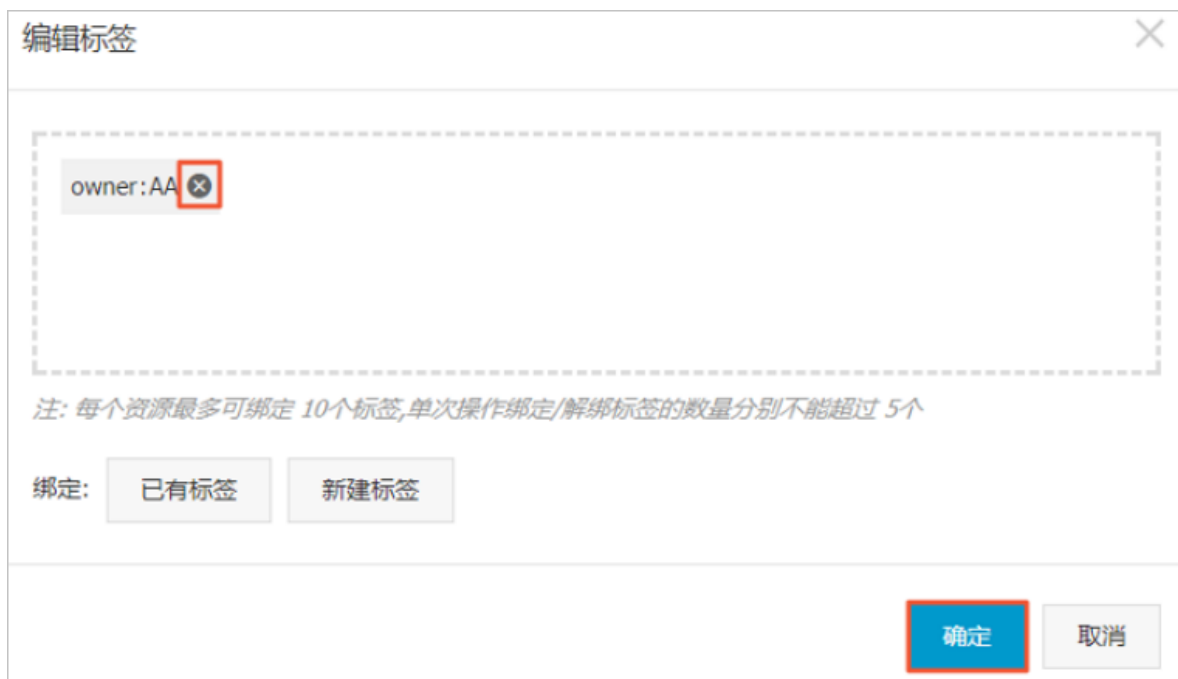 编辑标签
owner:AA
注: 每个资源最多可绑定 10个标签,单次操作绑定/解绑标签的数量分别不能超过 5个
绑定: 已有标签 新建标签
确定 取消